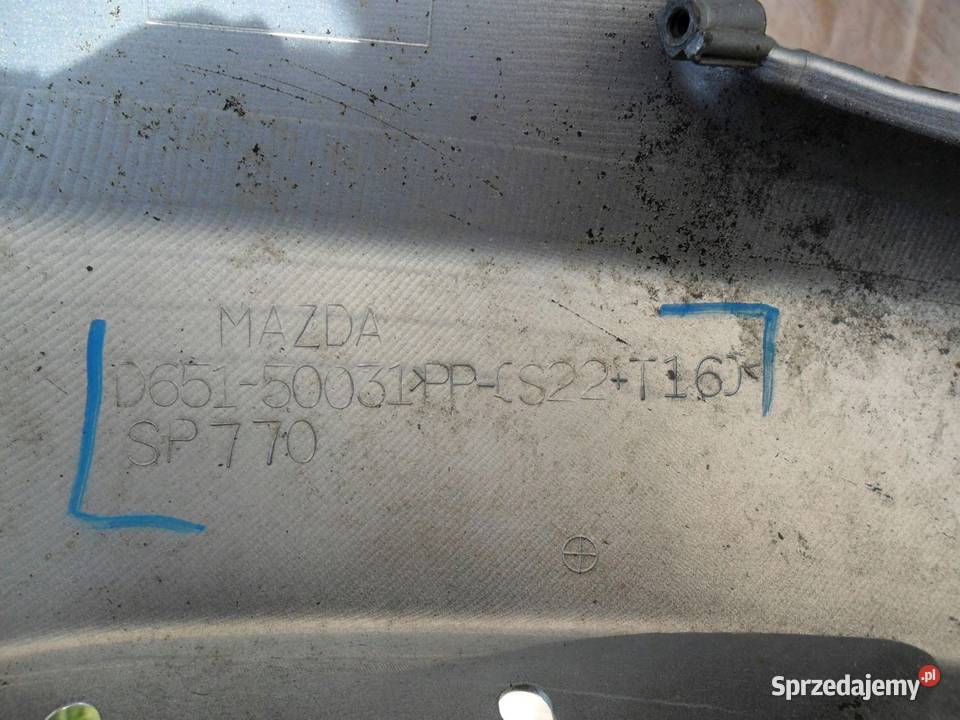 MAZDA
D651-50031>PP-(S22+T16)<
SP770
Sprzedajemy.pl